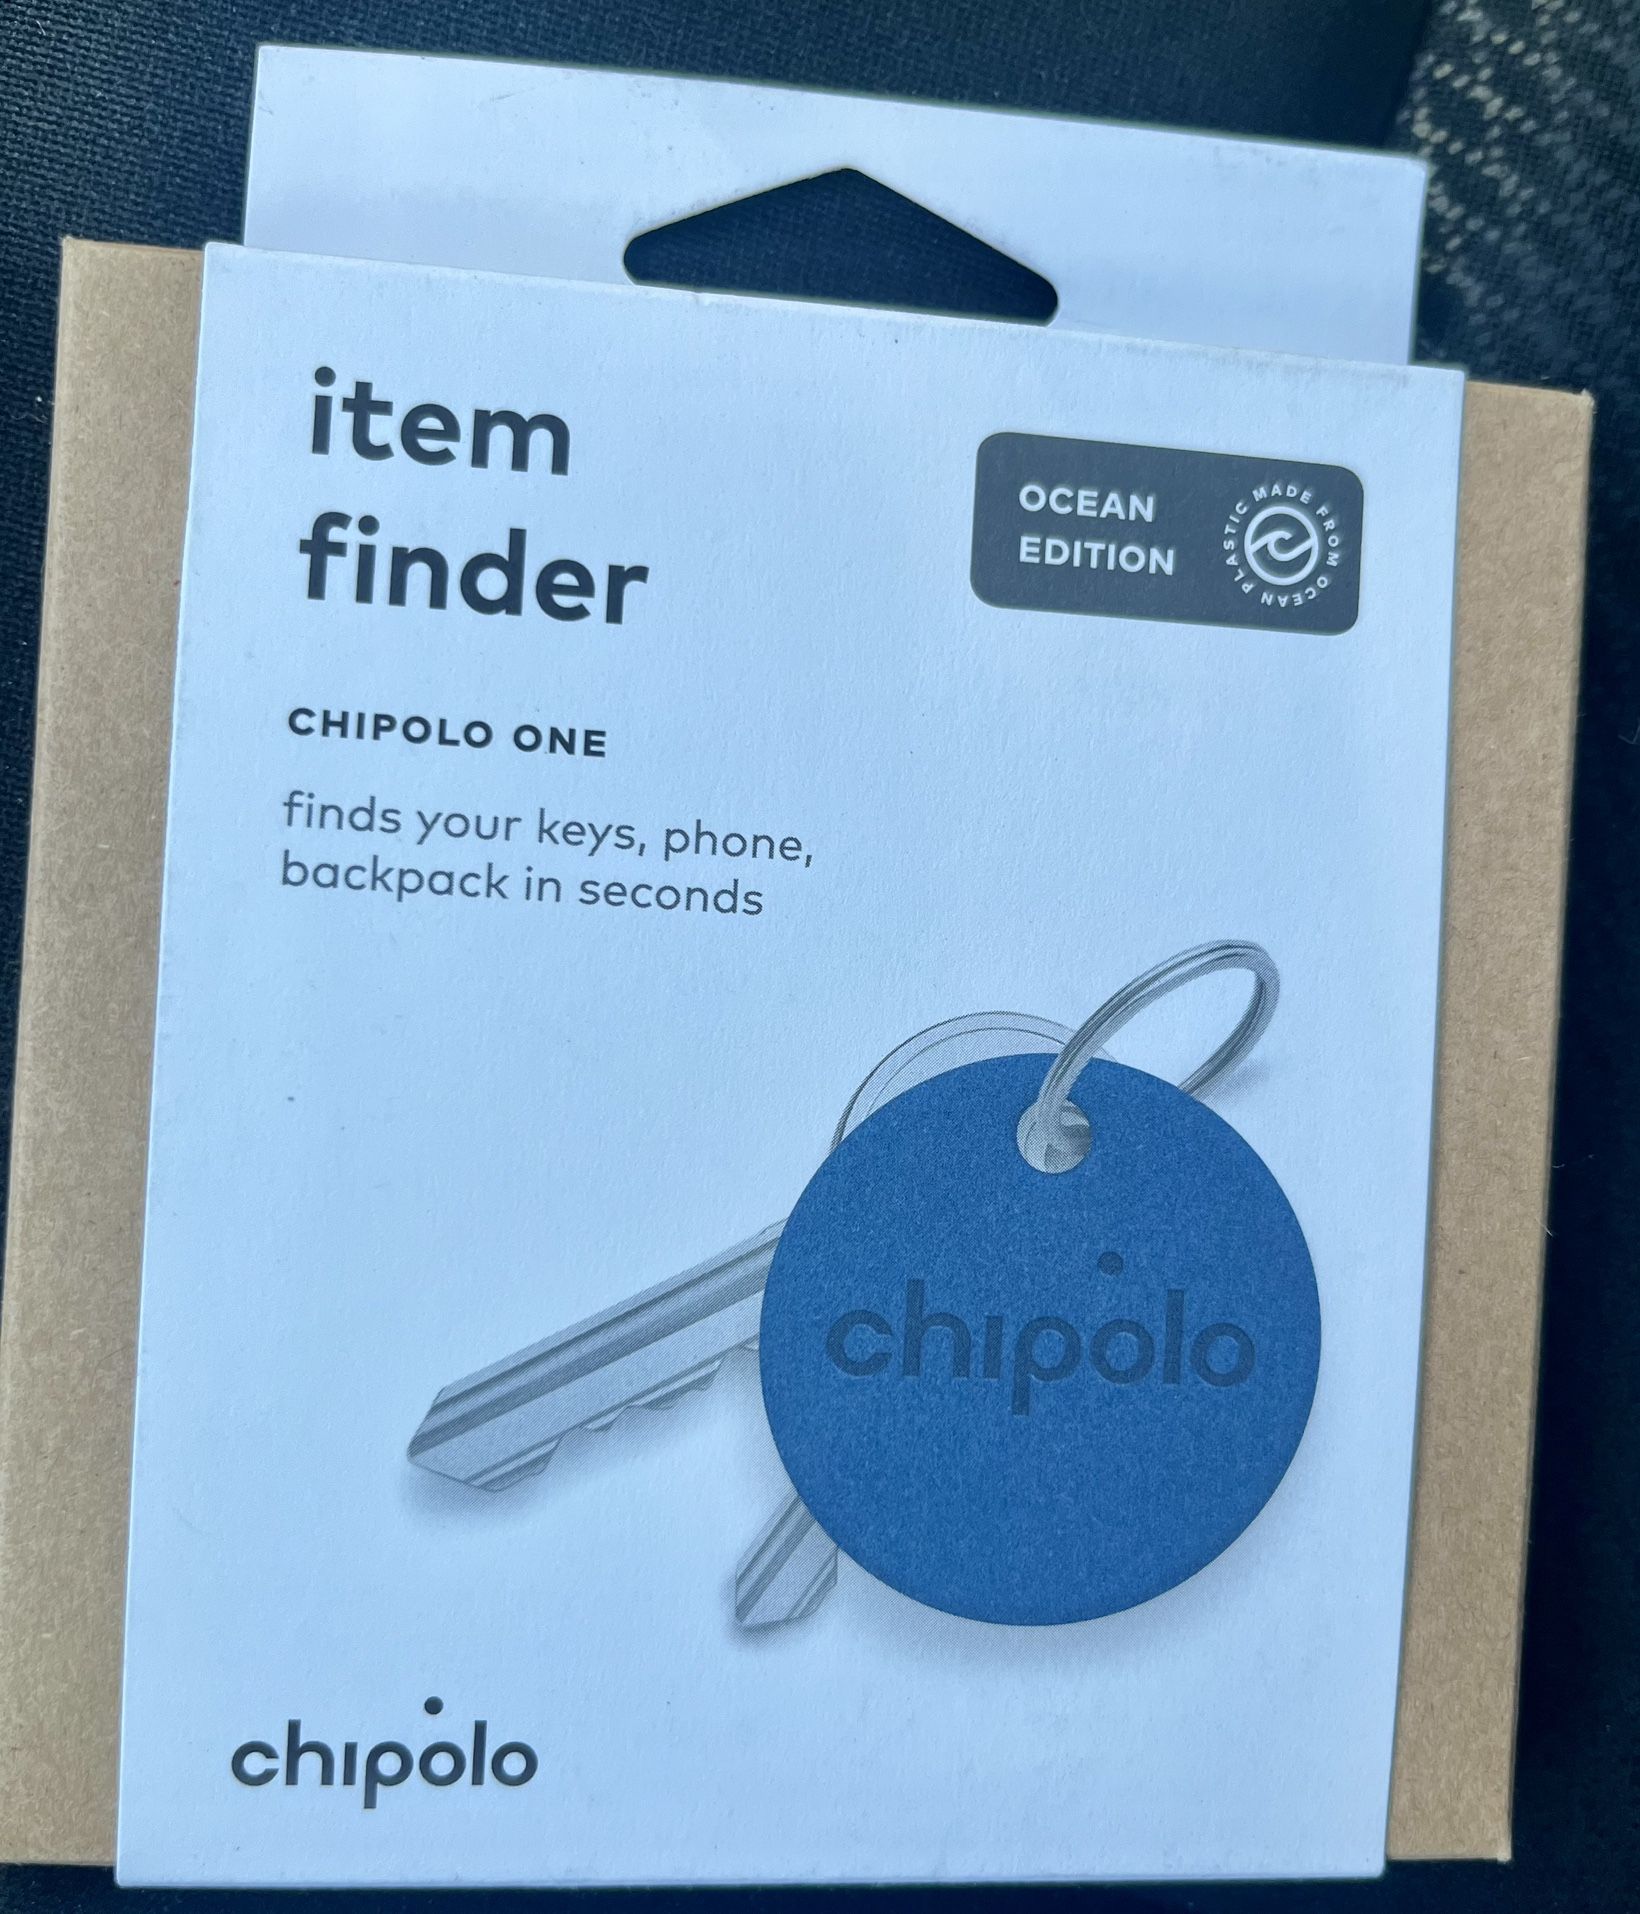 item
finder
OCEAN
EDITION
MADE FROM OCEAN PLASTIC
CHIPOLO ONE
finds your keys, phone,
backpack in seconds
chipolo
chipolo